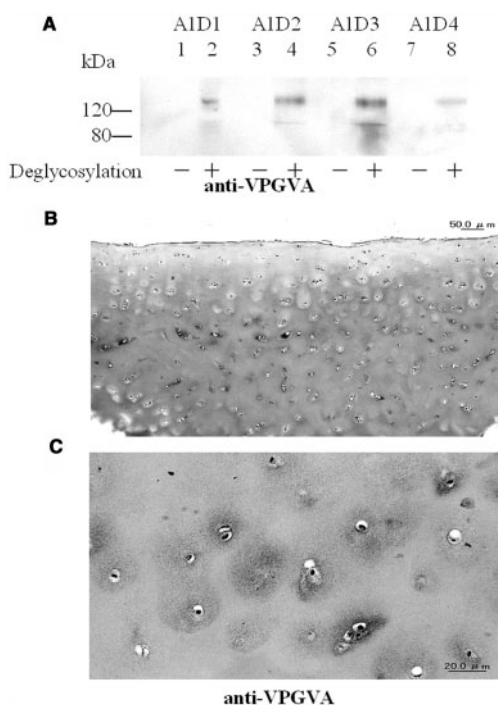 A
A1D1 A1D2 A1D3 A1D4
1 2 3 4 5 6 7 8
kDa
120
80
Deglycosylation − + − + − + − +
anti-VPGVA
B
50.0 μm
C
20.0 μm
anti-VPGVA